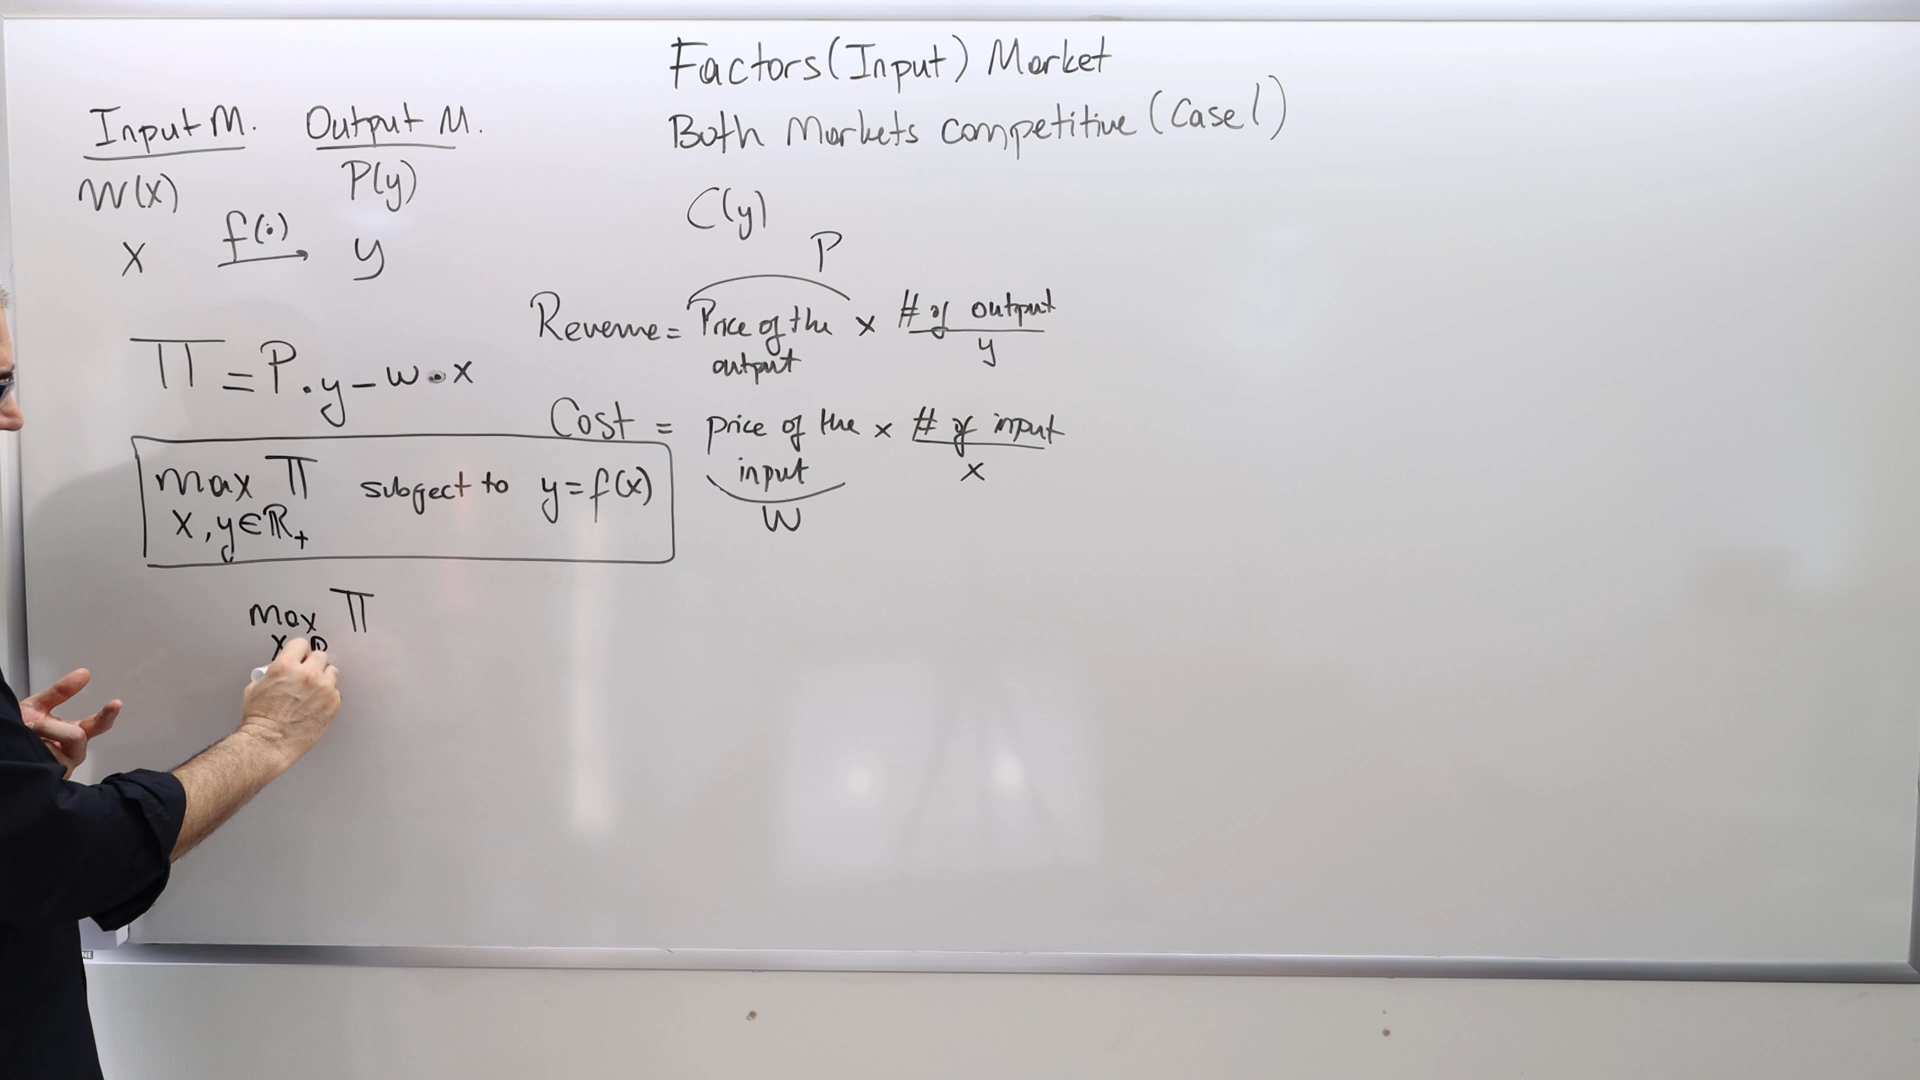 Factors(Input) Market
Both Markets competitive (Case 1)
Input M. Output M.
W(x) P(y)
x f(·) y
C(y)
P
Revenue = Price of the output × # of output
y
Π = P . y – w . x
Cost = price of the input × # of input
w x
max Π subject to y = f(x)
x , y ∈ ℝ+
max Π
x